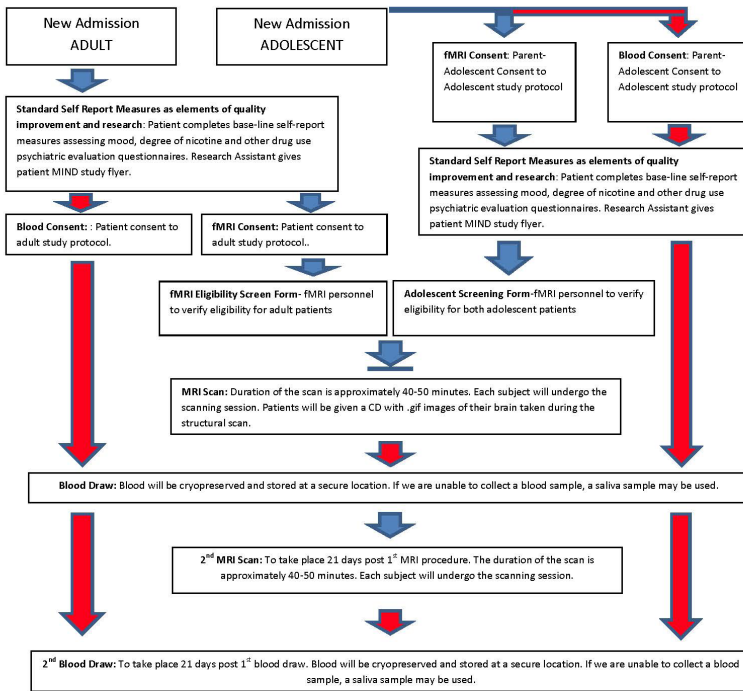 New Admission
ADULT
New Admission
ADOLESCENT
fMRI Consent: Parent-
Adolescent Consent to
Adolescent study protocol
Blood Consent: Parent-
Adolescent Consent to
Adolescent study protocol
Standard Self Report Measures as elements of quality
improvement and research: Patient completes base-line self-report
measures assessing mood, degree of nicotine and other drug use
psychiatric evaluation questionnaires. Research Assistant gives
patient MIND study flyer.
Standard Self Report Measures as elements of quality
improvement and research: Patient completes base-line self-report
measures assessing mood, degree of nicotine and other drug use
psychiatric evaluation questionnaires. Research Assistant gives
patient MIND study flyer.
Blood Consent: : Patient consent to
adult study protocol.
fMRI Consent: Patient consent to
adult study protocol..
fMRI Eligibility Screen Form- fMRI personnel
to verify eligibility for adult patients
Adolescent Screening Form-fMRI personnel to verify
eligibility for both adolescent patients
MRI Scan: Duration of the scan is approximately 40-50 minutes. Each subject will undergo the
scanning session. Patients will be given a CD with .gif images of their brain taken during the
structural scan.
Blood Draw: Blood will be cryopreserved and stored at a secure location. If we are unable to collect a blood sample, a saliva sample may be used.
2nd MRI Scan: To take place 21 days post 1st MRI procedure. The duration of the scan is
approximately 40-50 minutes. Each subject will undergo the scanning session.
2nd Blood Draw: To take place 21 days post 1st blood draw. Blood will be cryopreserved and stored at a secure location. If we are unable to collect a blood
sample, a saliva sample may be used.